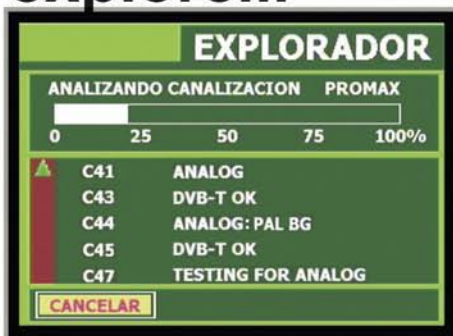 EXPLORADOR
ANALIZANDO CANALIZACION PROMAX
0 25 50 75 100%
C41 ANALOG
C43 DVB-T OK
C44 ANALOG: PAL BG
C45 DVB-T OK
C47 TESTING FOR ANALOG
CANCELAR